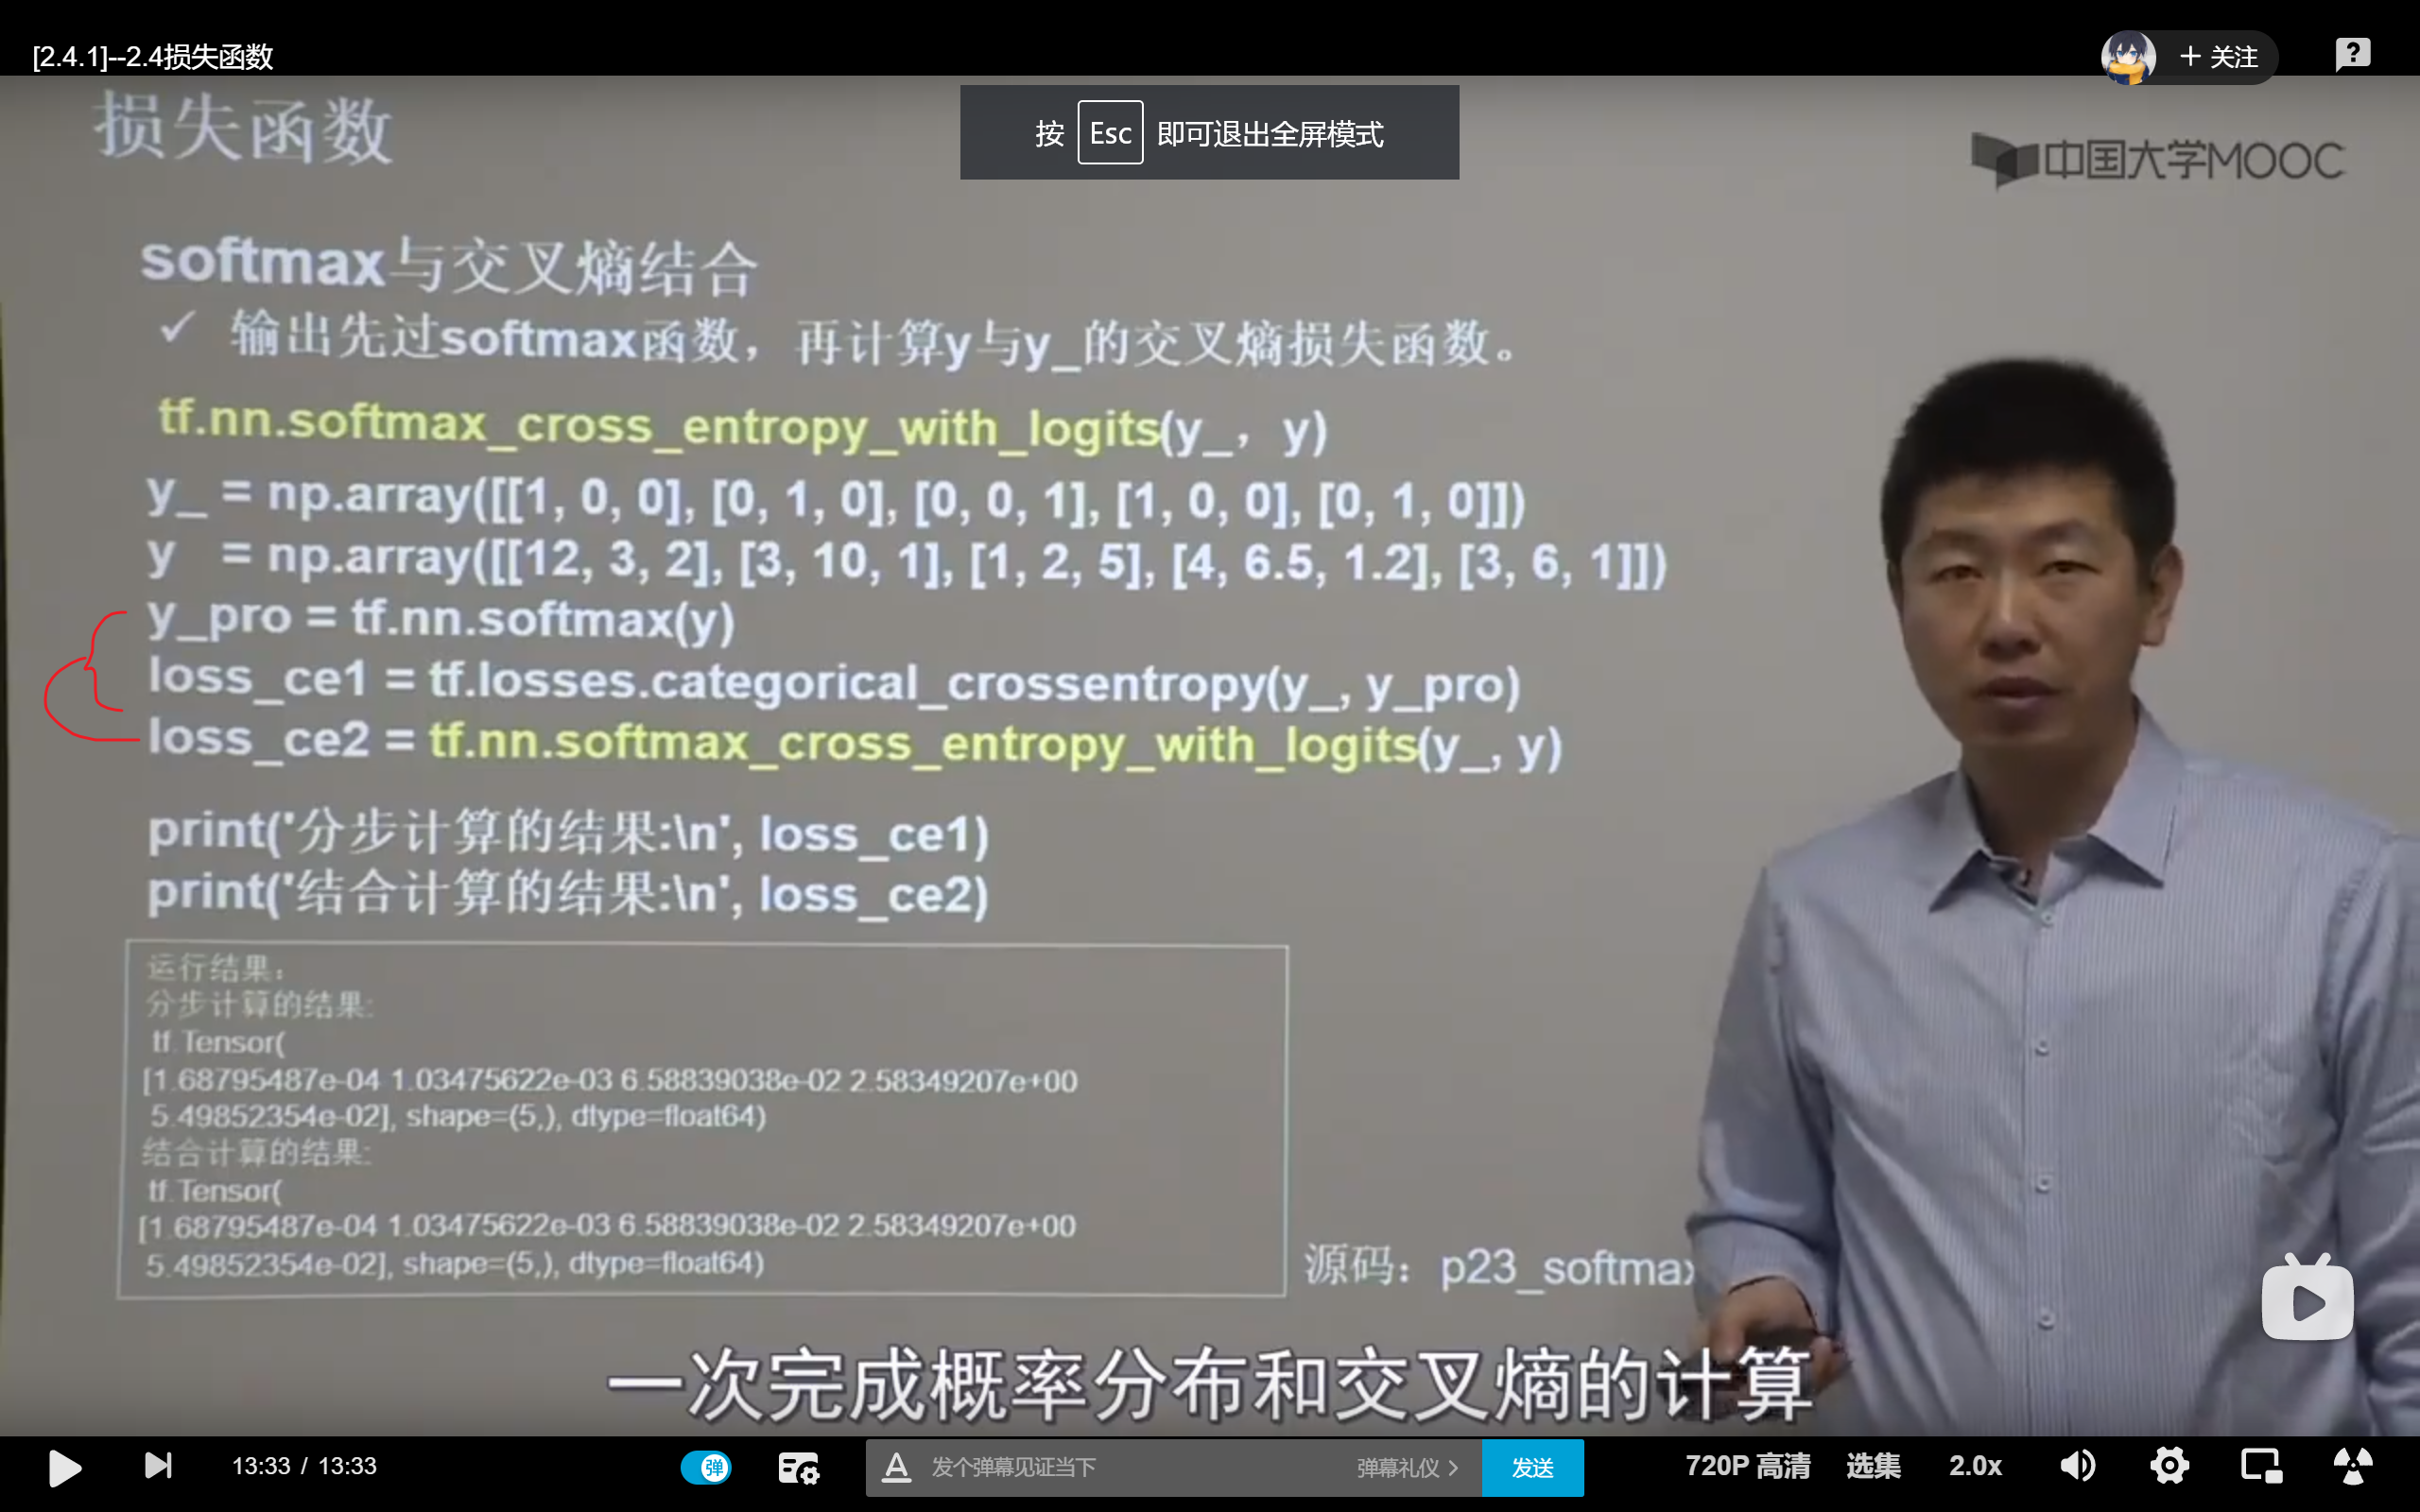 [2.4.1]--2.4损失函数
+ 关注
?
损失函数
按 Esc 即可退出全屏模式
中国大学MOOC
softmax与交叉熵结合
✓ 输出先过softmax函数，再计算y与y_的交叉熵损失函数。
tf.nn.softmax_cross_entropy_with_logits(y_，y)
y_ = np.array([[1, 0, 0], [0, 1, 0], [0, 0, 1], [1, 0, 0], [0, 1, 0]])
y = np.array([[12, 3, 2], [3, 10, 1], [1, 2, 5], [4, 6.5, 1.2], [3, 6, 1]])
y_pro = tf.nn.softmax(y)
loss_ce1 = tf.losses.categorical_crossentropy(y_, y_pro)
loss_ce2 = tf.nn.softmax_cross_entropy_with_logits(y_, y)
print('分步计算的结果:\n', loss_ce1)
print('结合计算的结果:\n', loss_ce2)
运行结果：
分步计算的结果:
tf.Tensor(
[1.68795487e-04 1.03475622e-03 6.58839038e-02 2.58349207e+00
5.49852354e-02], shape=(5,), dtype=float64)
结合计算的结果:
tf.Tensor(
[1.68795487e-04 1.03475622e-03 6.58839038e-02 2.58349207e+00
5.49852354e-02], shape=(5,), dtype=float64)
源码：p23_softmax
一次完成概率分布和交叉熵的计算
13:33 / 13:33
弹
A 发个弹幕见证当下
弹幕礼仪 >
发送
720P 高清
选集
2.0x